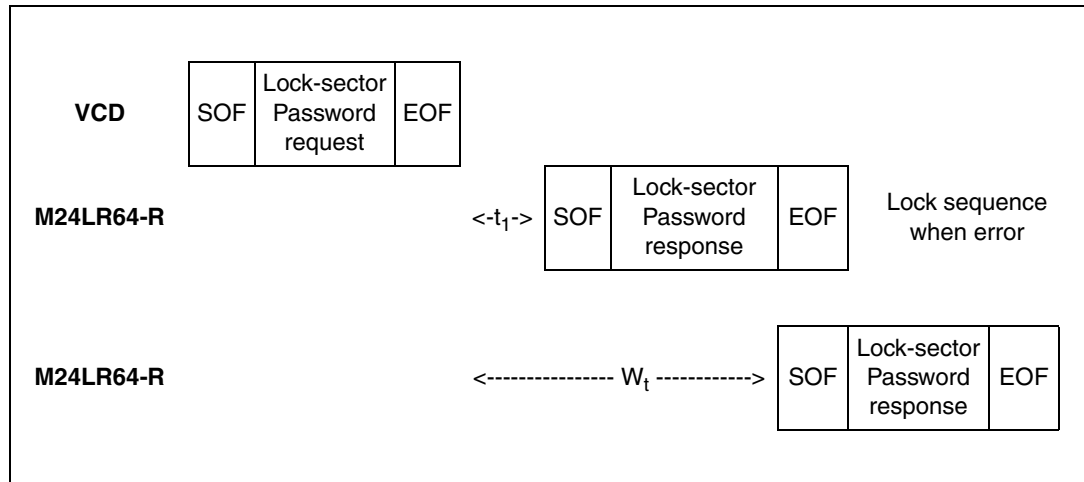 VCD SOF Lock-sector Password request EOF
M24LR64-R <-t1-> SOF Lock-sector Password response EOF Lock sequence when error
M24LR64-R <---------------- Wt ------------> SOF Lock-sector Password response EOF